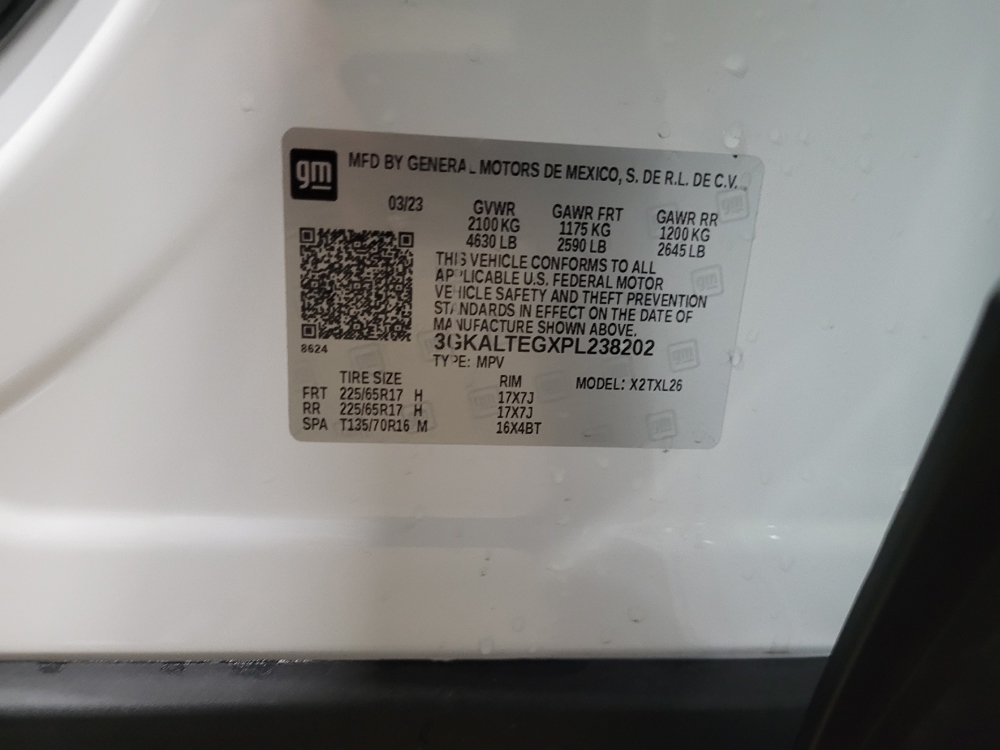 gm MFD BY GENERAL MOTORS DE MEXICO, S. DE R.L. DE C.V.
03/23 GVWR GAWR FRT GAWR RR
2100 KG 1175 KG 1200 KG
4630 LB 2590 LB 2645 LB
THIS VEHICLE CONFORMS TO ALL
APPLICABLE U.S. FEDERAL MOTOR
VEHICLE SAFETY AND THEFT PREVENTION
STANDARDS IN EFFECT ON THE DATE OF
MANUFACTURE SHOWN ABOVE.
3GKALTEGXPL238202
8624 TYPE: MPV
TIRE SIZE RIM MODEL: X2TXL26
FRT 225/65R17 H 17X7J
RR 225/65R17 H 17X7J
SPA T135/70R16 M 16X4BT